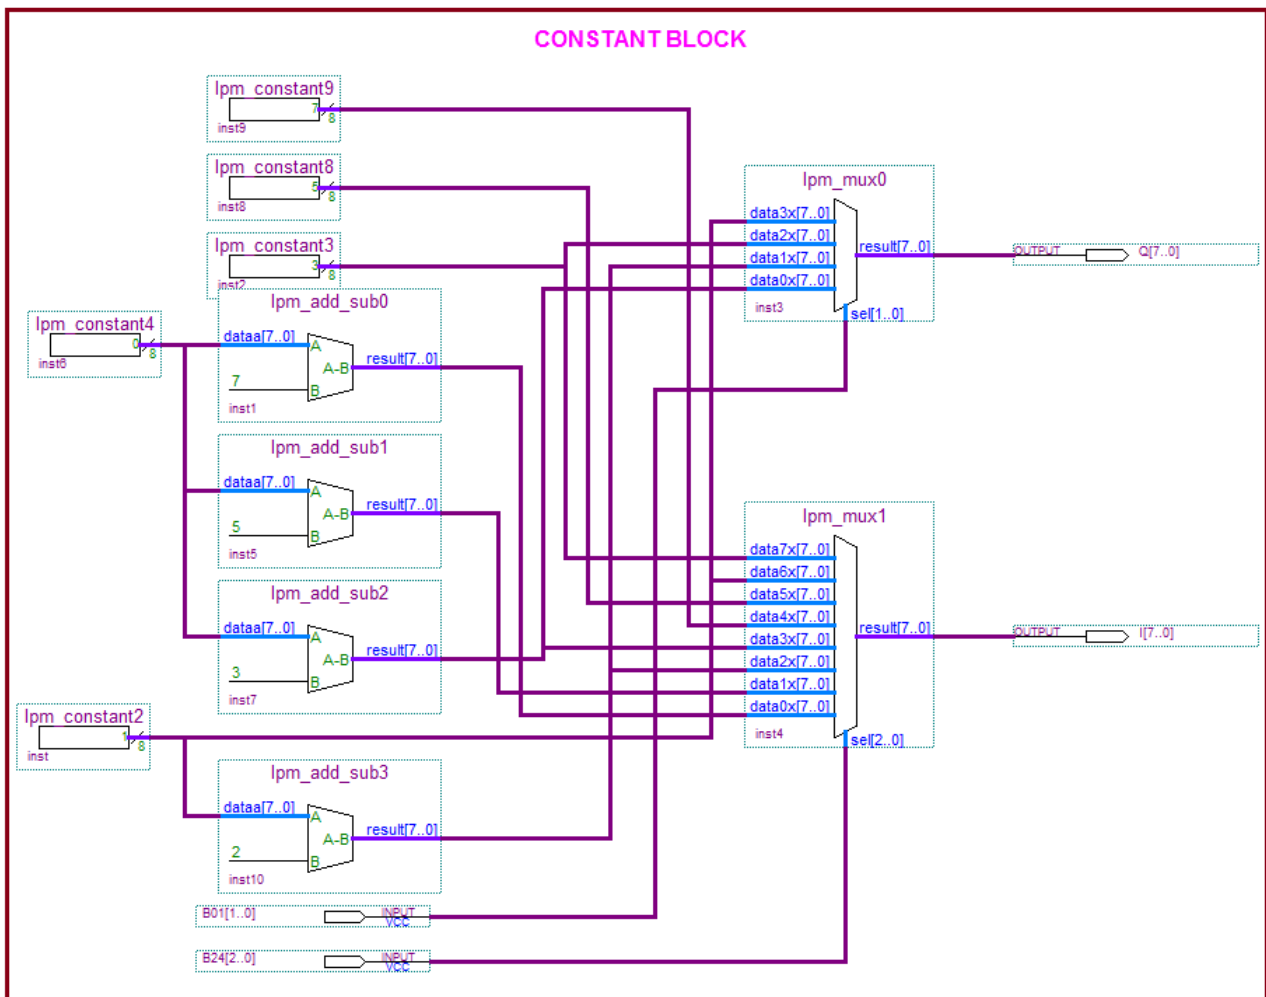 CONSTANT BLOCK
lpm_constant9
7
8
inst9
lpm_constant8
5
8
inst8
lpm_constant3
3
8
inst2
lpm_constant4
0
8
inst6
lpm_add_sub0
dataa[7..0]
A
A-B
result[7..0]
7
B
inst1
lpm_add_sub1
dataa[7..0]
A
A-B
result[7..0]
5
B
inst5
lpm_add_sub2
dataa[7..0]
A
A-B
result[7..0]
3
B
inst7
lpm_constant2
1
8
inst
lpm_add_sub3
dataa[7..0]
A
A-B
result[7..0]
2
B
inst10
B01[1..0]
INPUT
VCC
B24[2..0]
INPUT
VCC
lpm_mux0
data3x[7..0]
data2x[7..0]
data1x[7..0]
data0x[7..0]
result[7..0]
inst3
sel[1..0]
OUTPUT
Q[7..0]
lpm_mux1
data7x[7..0]
data6x[7..0]
data5x[7..0]
data4x[7..0]
data3x[7..0]
data2x[7..0]
data1x[7..0]
data0x[7..0]
result[7..0]
inst4
sel[2..0]
OUTPUT
I[7..0]